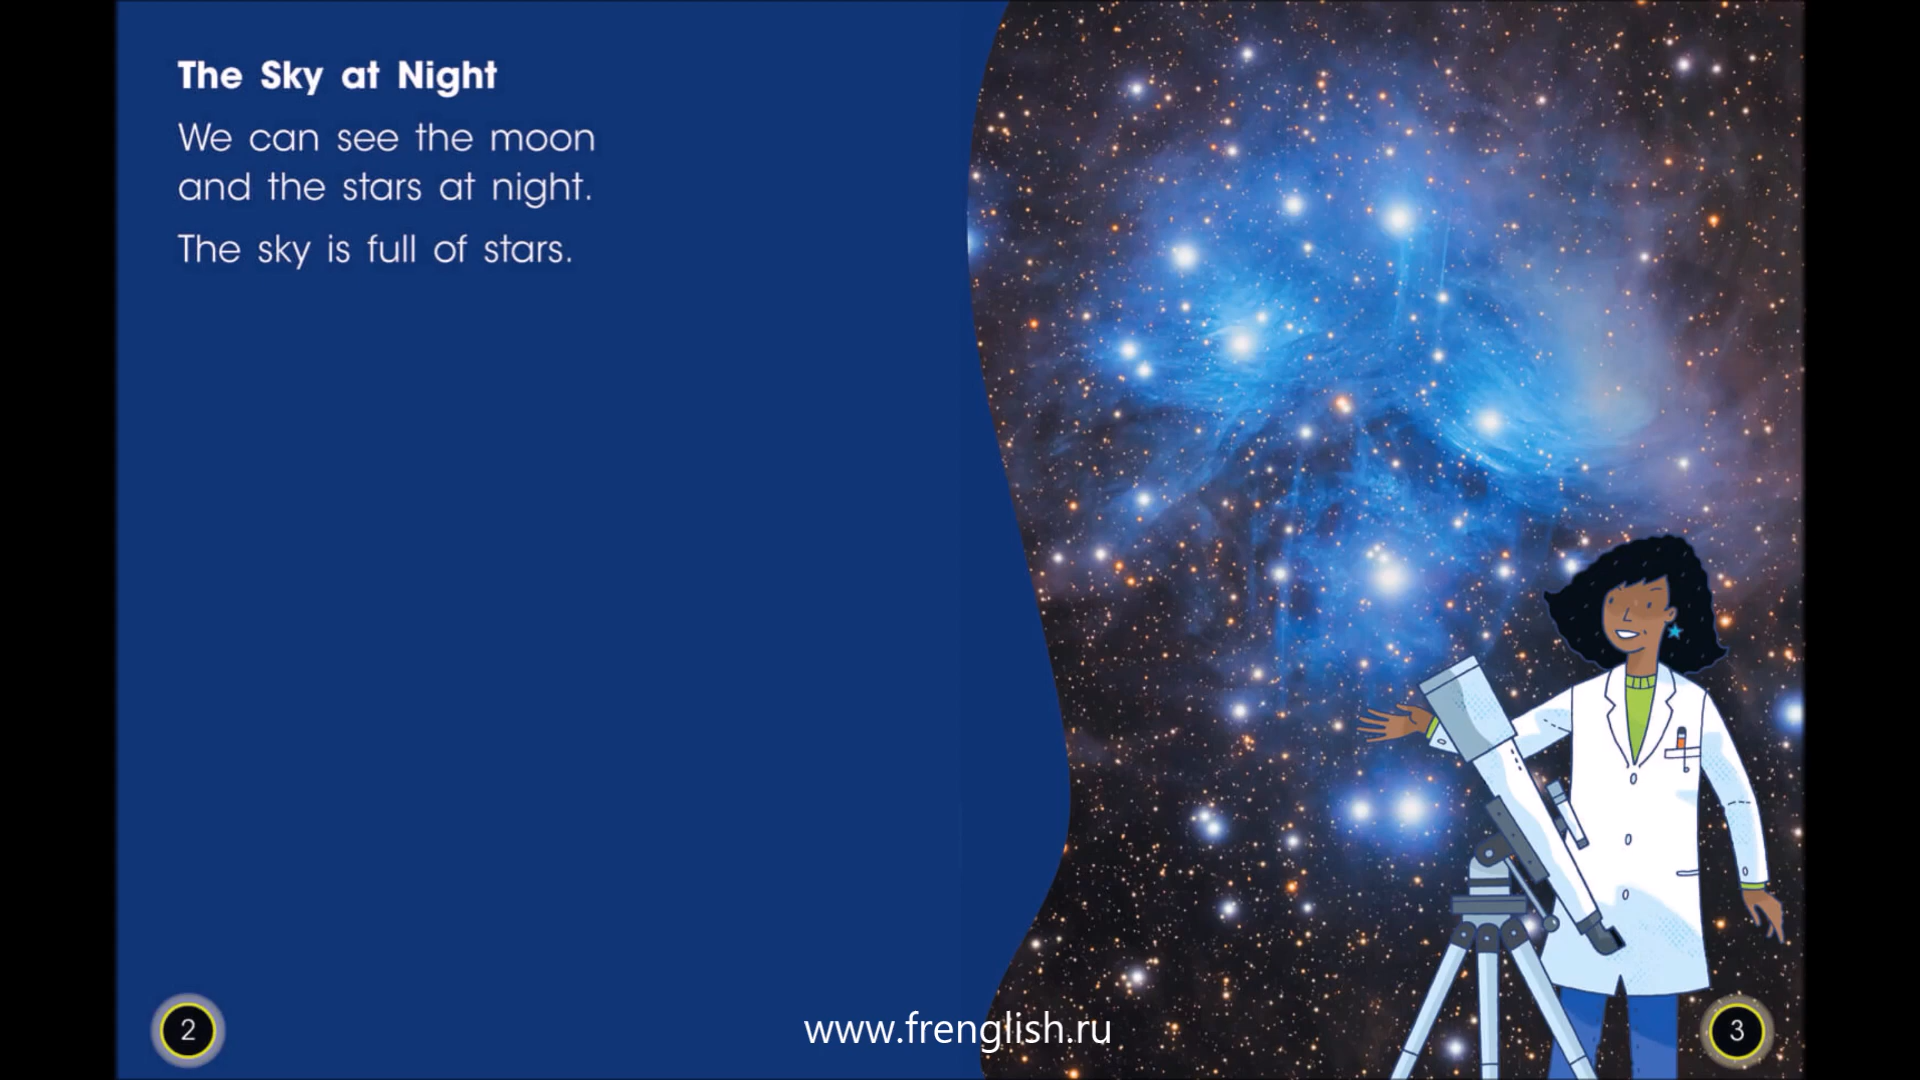 The Sky at Night
We can see the moon
and the stars at night.
The sky is full of stars.
2
www.frenglish.ru
3